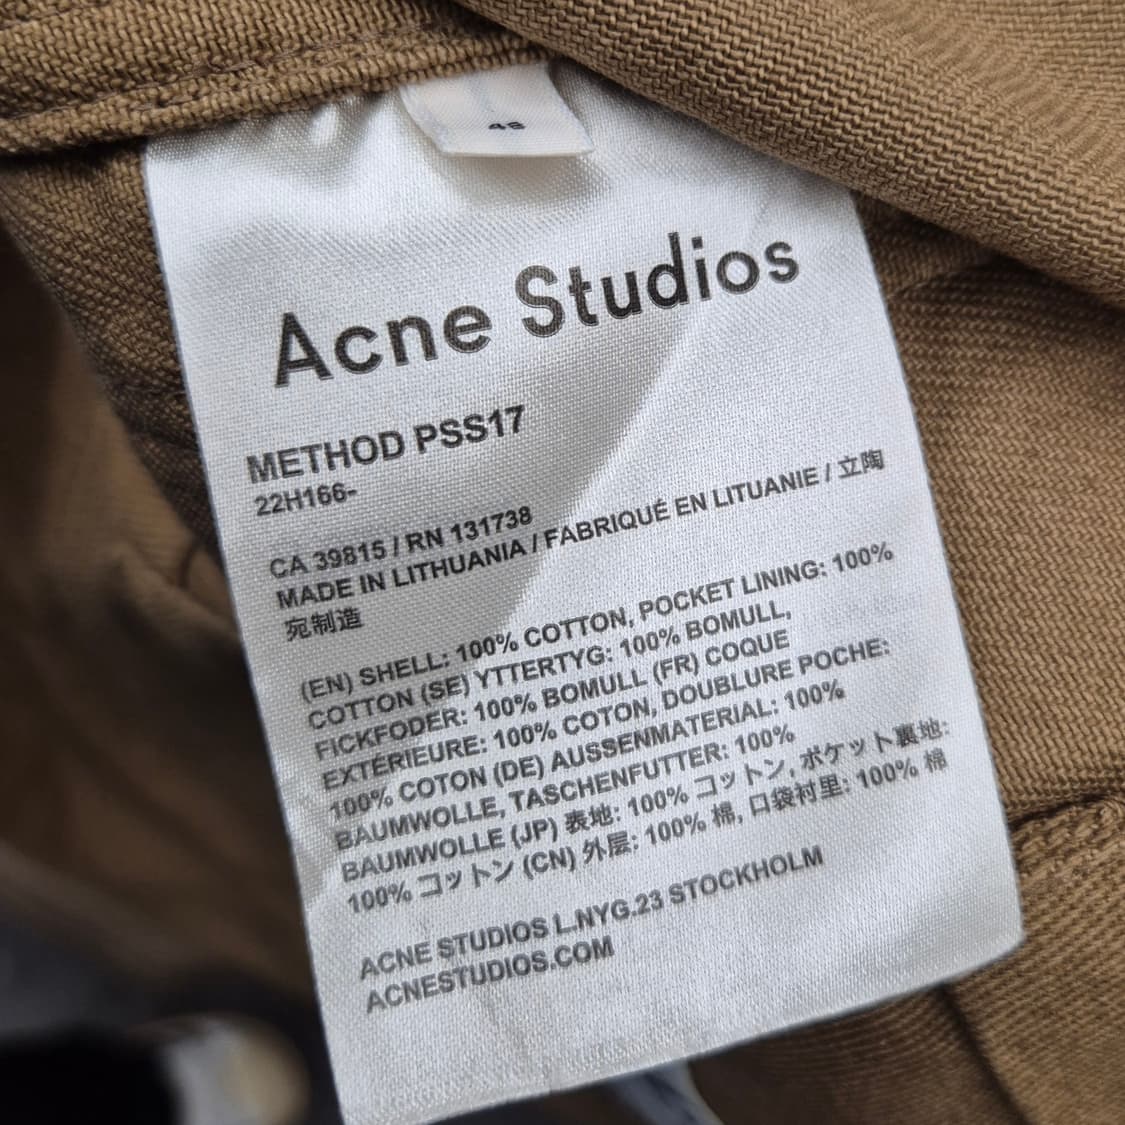 48
Acne Studios
METHOD PSS17
22H166-
CA 39815 / RN 131738
MADE IN LITHUANIA / FABRIQUÉ EN LITUANIE / 立陶
宛制造
(EN) SHELL: 100% COTTON, POCKET LINING: 100%
COTTON (SE) YTTERTYG: 100% BOMULL,
FICKFODER: 100% BOMULL (FR) COQUE
EXTÉRIEURE: 100% COTON, DOUBLURE POCHE:
100% COTON (DE) AUSSENMATERIAL: 100%
BAUMWOLLE, TASCHENFUTTER: 100%
BAUMWOLLE (JP) 表地: 100% コットン, ポケット裏地:
100% コットン (CN) 外层: 100% 棉, 口袋衬里: 100% 棉
ACNE STUDIOS L.NYG.23 STOCKHOLM
ACNESTUDIOS.COM